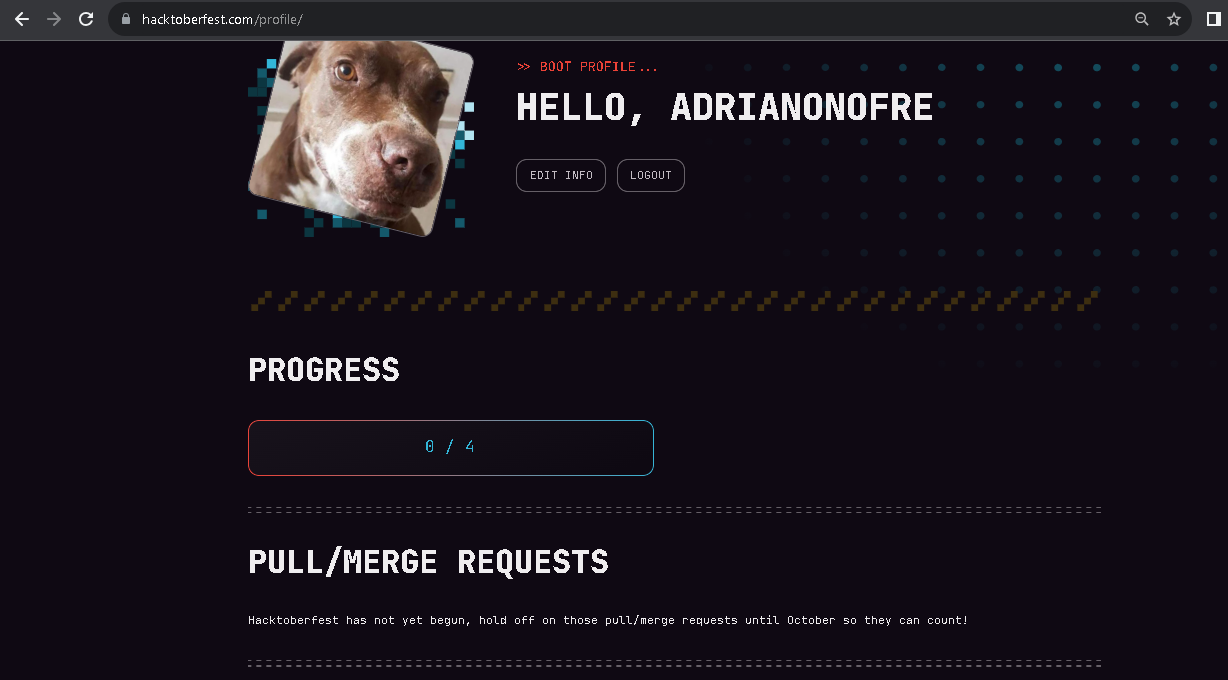 hacktoberfest.com/profile/
>> BOOT PROFILE...
HELLO, ADRIANONOFRE
EDIT INFO LOGOUT
PROGRESS
0 / 4
PULL/MERGE REQUESTS
Hacktoberfest has not yet begun, hold off on those pull/merge requests until October so they can count!